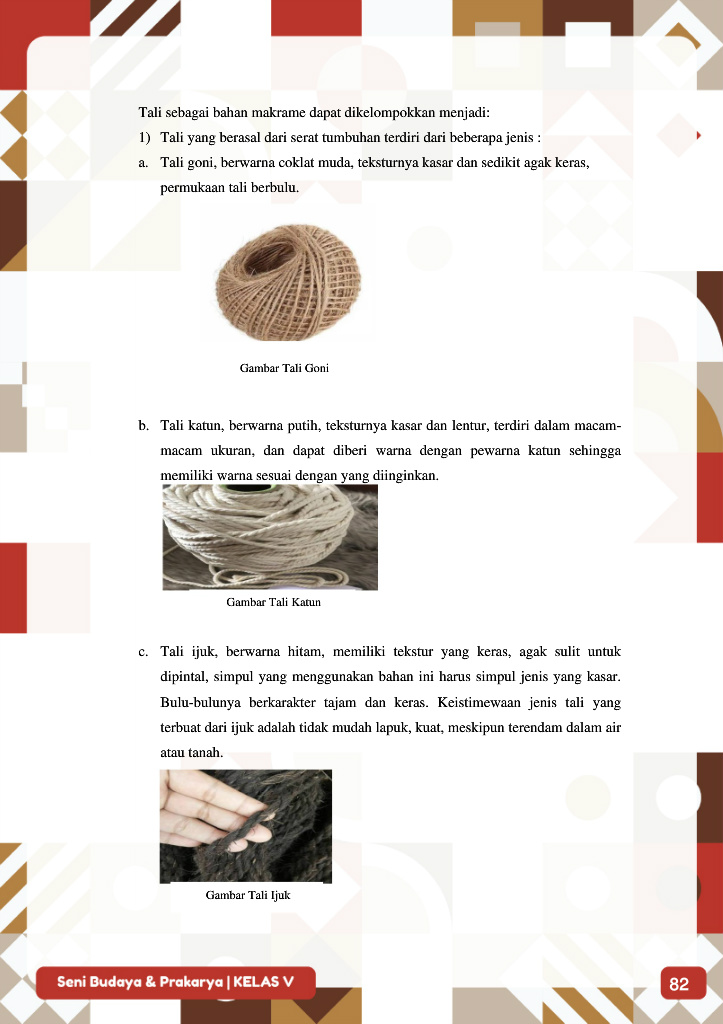 Tali sebagai bahan makrame dapat dikelompokkan menjadi:
1) Tali yang berasal dari serat tumbuhan terdiri dari beberapa jenis :
a. Tali goni, berwarna coklat muda, teksturnya kasar dan sedikit agak keras,
permukaan tali berbulu.
Gambar Tali Goni
b. Tali katun, berwarna putih, teksturnya kasar dan lentur, terdiri dalam macam-
macam ukuran, dan dapat diberi warna dengan pewarna katun sehingga
memiliki warna sesuai dengan yang diinginkan.
Gambar Tali Katun
c. Tali ijuk, berwarna hitam, memiliki tekstur yang keras, agak sulit untuk
dipintal, simpul yang menggunakan bahan ini harus simpul jenis yang kasar.
Bulu-bulunya berkarakter tajam dan keras. Keistimewaan jenis tali yang
terbuat dari ijuk adalah tidak mudah lapuk, kuat, meskipun terendam dalam air
atau tanah.
Gambar Tali Ijuk
Seni Budaya & Prakarya | KELAS V
82